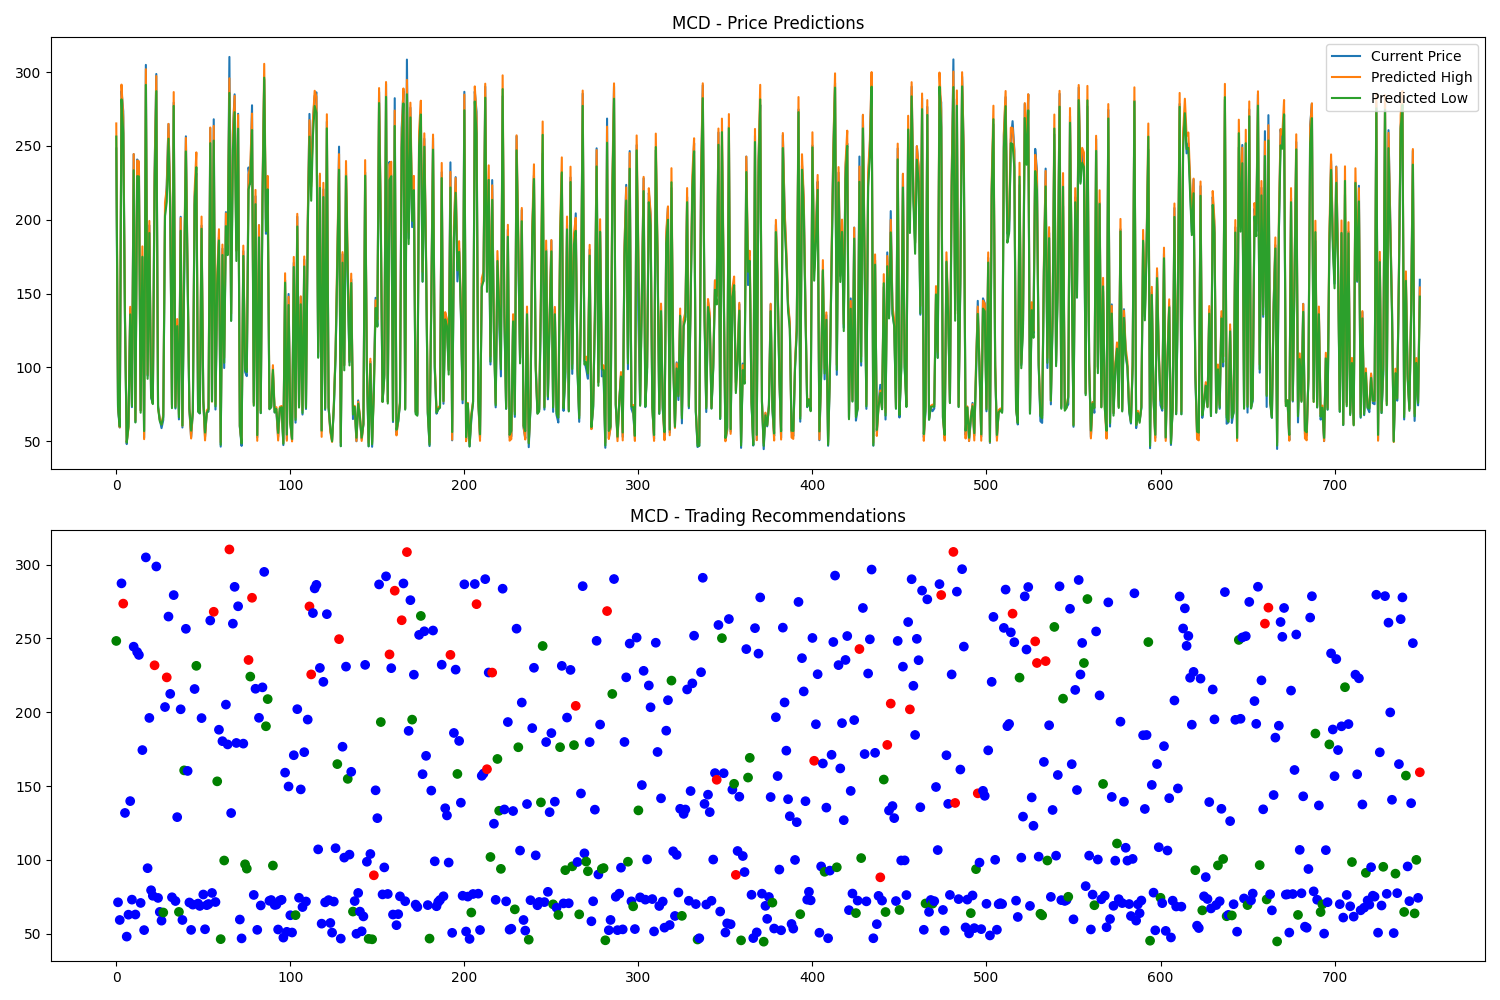 MCD - Price Predictions
Current Price
Predicted High
Predicted Low
300
250
200
150
100
50
0 100 200 300 400 500 600 700
MCD - Trading Recommendations
300
250
200
150
100
50
0 100 200 300 400 500 600 700